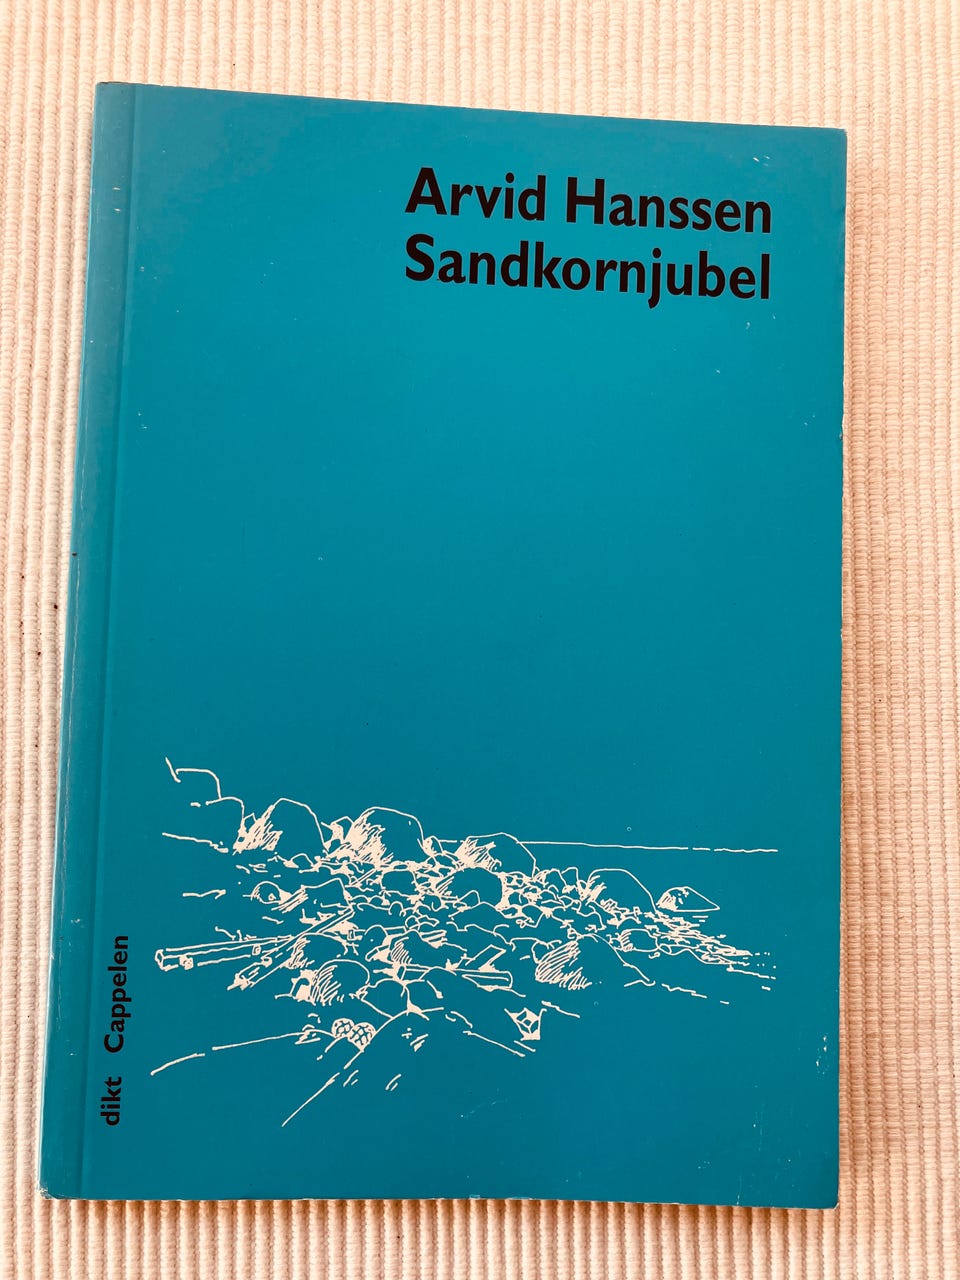 Arvid Hanssen
Sandkornjubel
dikt Cappelen